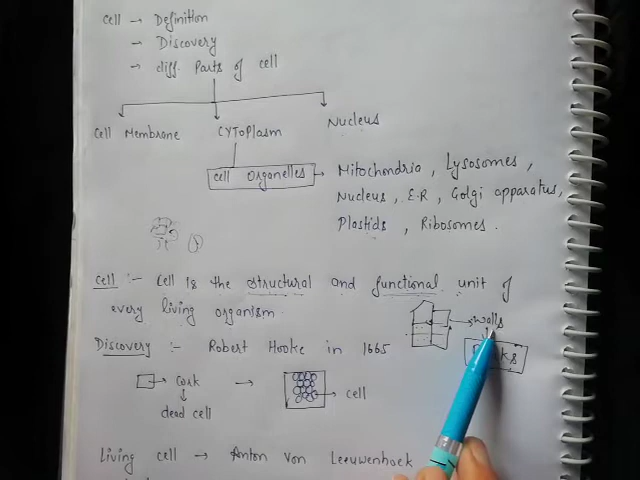 Cell → Definition
→ Discovery
→ diff. Parts of cell
Cell Membrane CYToplasm Nucleus
cell organelles → Mitochondria, Lysosomes,
Nucleus, E.R, Golgi apparatus,
Plastids, Ribosomes.
Cell :- Cell is the structural and functional unit of
every living organism.
→ walls
Discovery :- Robert Hooke in 1665
→ cork → → cell
dead cell
Living cell → Anton Von Leeuwenhoek